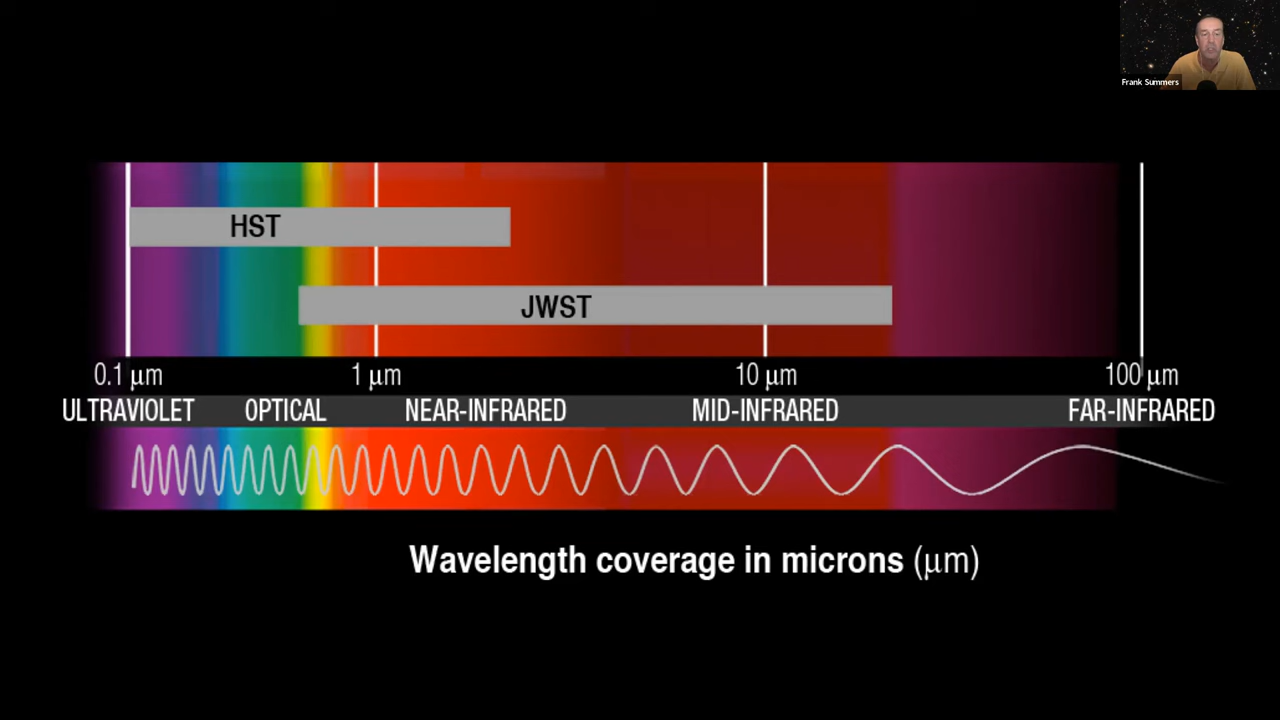 Frank Summers
HST
JWST
0.1 μm 1 μm 10 μm 100 μm
ULTRAVIOLET OPTICAL NEAR-INFRARED MID-INFRARED FAR-INFRARED
Wavelength coverage in microns (μm)